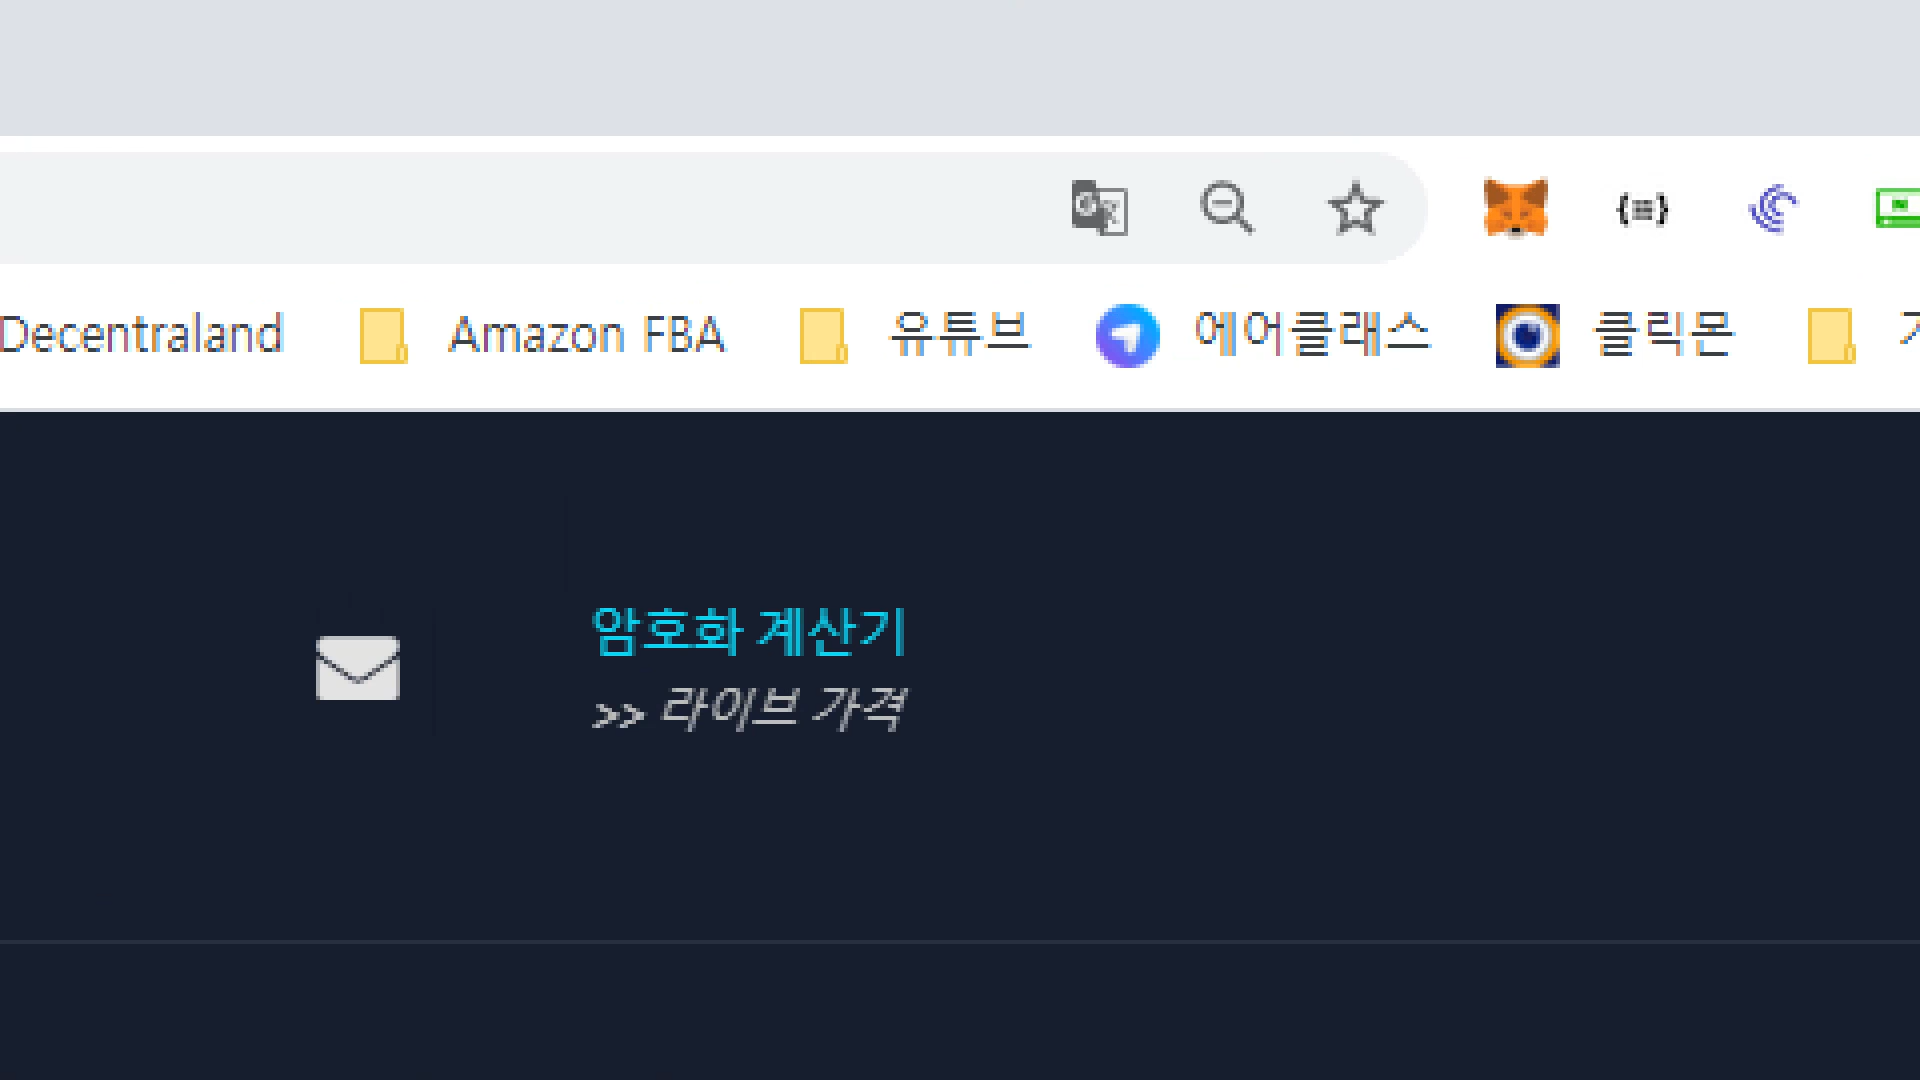 Decentraland Amazon FBA 유튜브 에어클래스 클릭몬
암호화 계산기
>> 라이브 가격